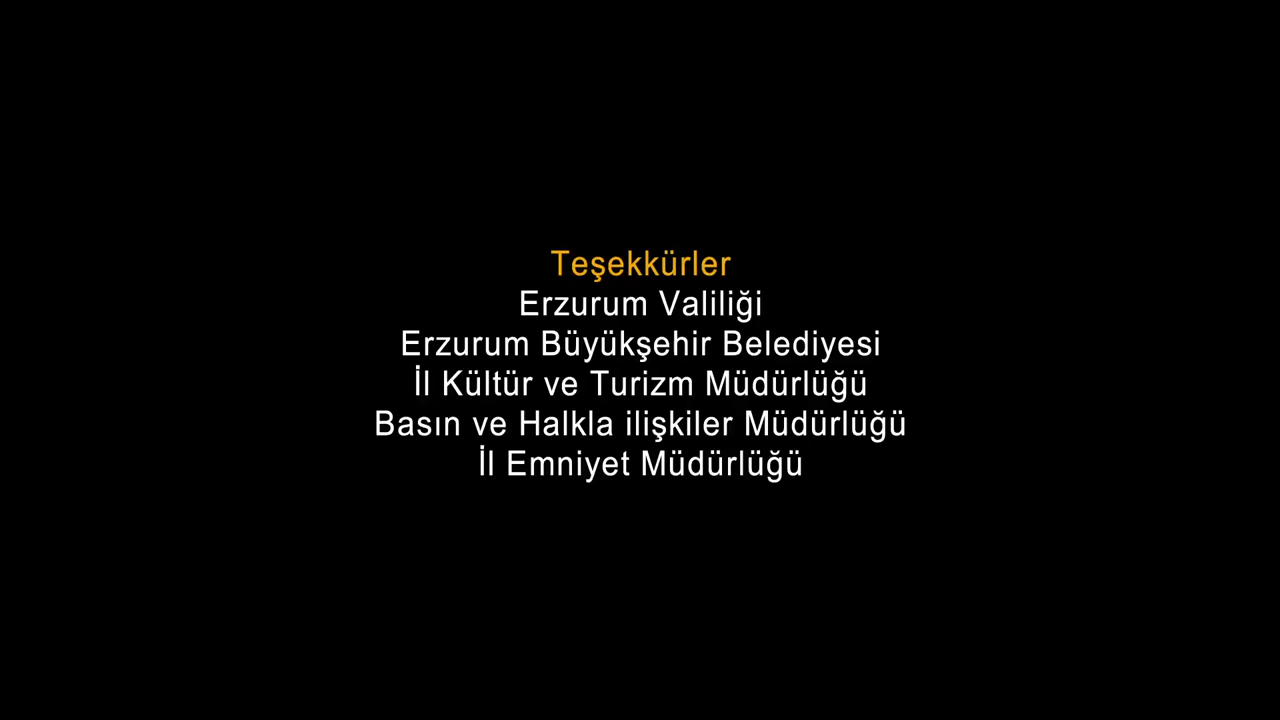 Teşekkürler
Erzurum Valiliği
Erzurum Büyükşehir Belediyesi
İl Kültür ve Turizm Müdürlüğü
Basın ve Halkla ilişkiler Müdürlüğü
İl Emniyet Müdürlüğü